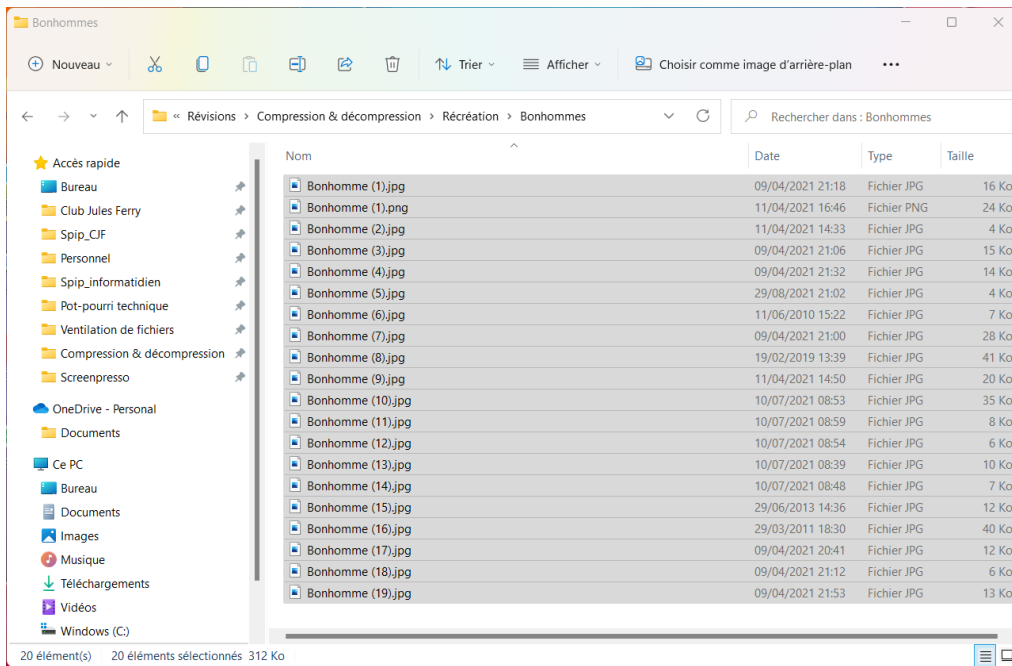 Bonhommes
Nouveau
Trier
Afficher
Choisir comme image d'arrière-plan
« Révisions > Compression & décompression > Récréation > Bonhommes
Rechercher dans : Bonhommes
Accès rapide
Bureau
Club Jules Ferry
Spip_CJF
Personnel
Spip_informatidien
Pot-pourri technique
Ventilation de fichiers
Compression & décompression
Screenpresso
OneDrive - Personal
Documents
Ce PC
Bureau
Documents
Images
Musique
Téléchargements
Vidéos
Windows (C:)
Nom Date Type Taille
Bonhomme (1).jpg 09/04/2021 21:18 Fichier JPG 16 Ko
Bonhomme (1).png 11/04/2021 16:46 Fichier PNG 24 Ko
Bonhomme (2).jpg 11/04/2021 14:33 Fichier JPG 4 Ko
Bonhomme (3).jpg 09/04/2021 21:06 Fichier JPG 15 Ko
Bonhomme (4).jpg 09/04/2021 21:32 Fichier JPG 14 Ko
Bonhomme (5).jpg 29/08/2021 21:02 Fichier JPG 4 Ko
Bonhomme (6).jpg 11/06/2010 15:22 Fichier JPG 7 Ko
Bonhomme (7).jpg 09/04/2021 21:00 Fichier JPG 28 Ko
Bonhomme (8).jpg 19/02/2019 13:39 Fichier JPG 41 Ko
Bonhomme (9).jpg 11/04/2021 14:50 Fichier JPG 20 Ko
Bonhomme (10).jpg 10/07/2021 08:53 Fichier JPG 35 Ko
Bonhomme (11).jpg 10/07/2021 08:59 Fichier JPG 8 Ko
Bonhomme (12).jpg 10/07/2021 08:54 Fichier JPG 6 Ko
Bonhomme (13).jpg 10/07/2021 08:39 Fichier JPG 10 Ko
Bonhomme (14).jpg 10/07/2021 08:48 Fichier JPG 7 Ko
Bonhomme (15).jpg 29/06/2013 14:36 Fichier JPG 12 Ko
Bonhomme (16).jpg 29/03/2011 18:30 Fichier JPG 40 Ko
Bonhomme (17).jpg 09/04/2021 20:41 Fichier JPG 12 Ko
Bonhomme (18).jpg 09/04/2021 21:12 Fichier JPG 6 Ko
Bonhomme (19).jpg 09/04/2021 21:53 Fichier JPG 13 Ko
20 élément(s) 20 éléments sélectionnés 312 Ko